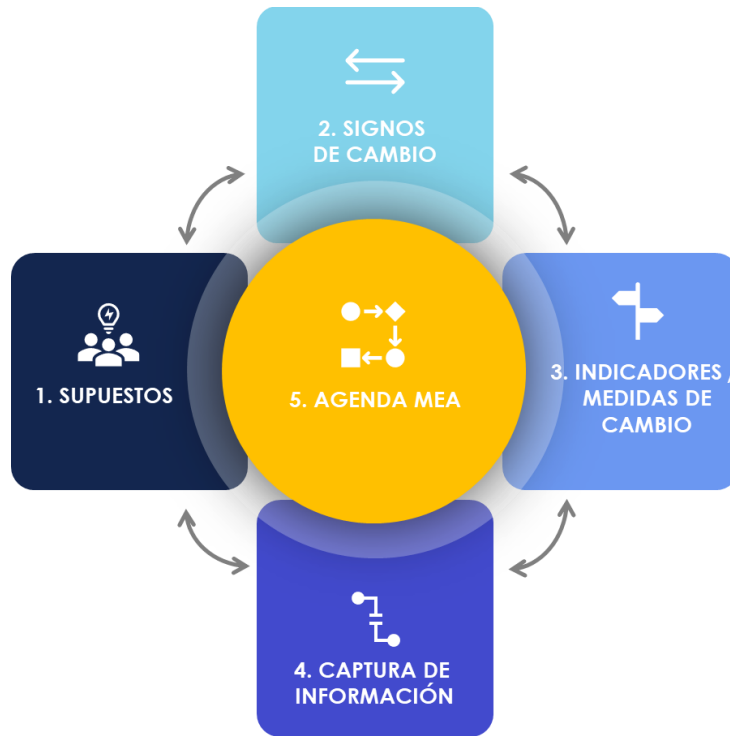 1. SUPUESTOS
2. SIGNOS
DE CAMBIO
3. INDICADORES /
MEDIDAS DE
CAMBIO
4. CAPTURA DE
INFORMACIÓN
5. AGENDA MEA